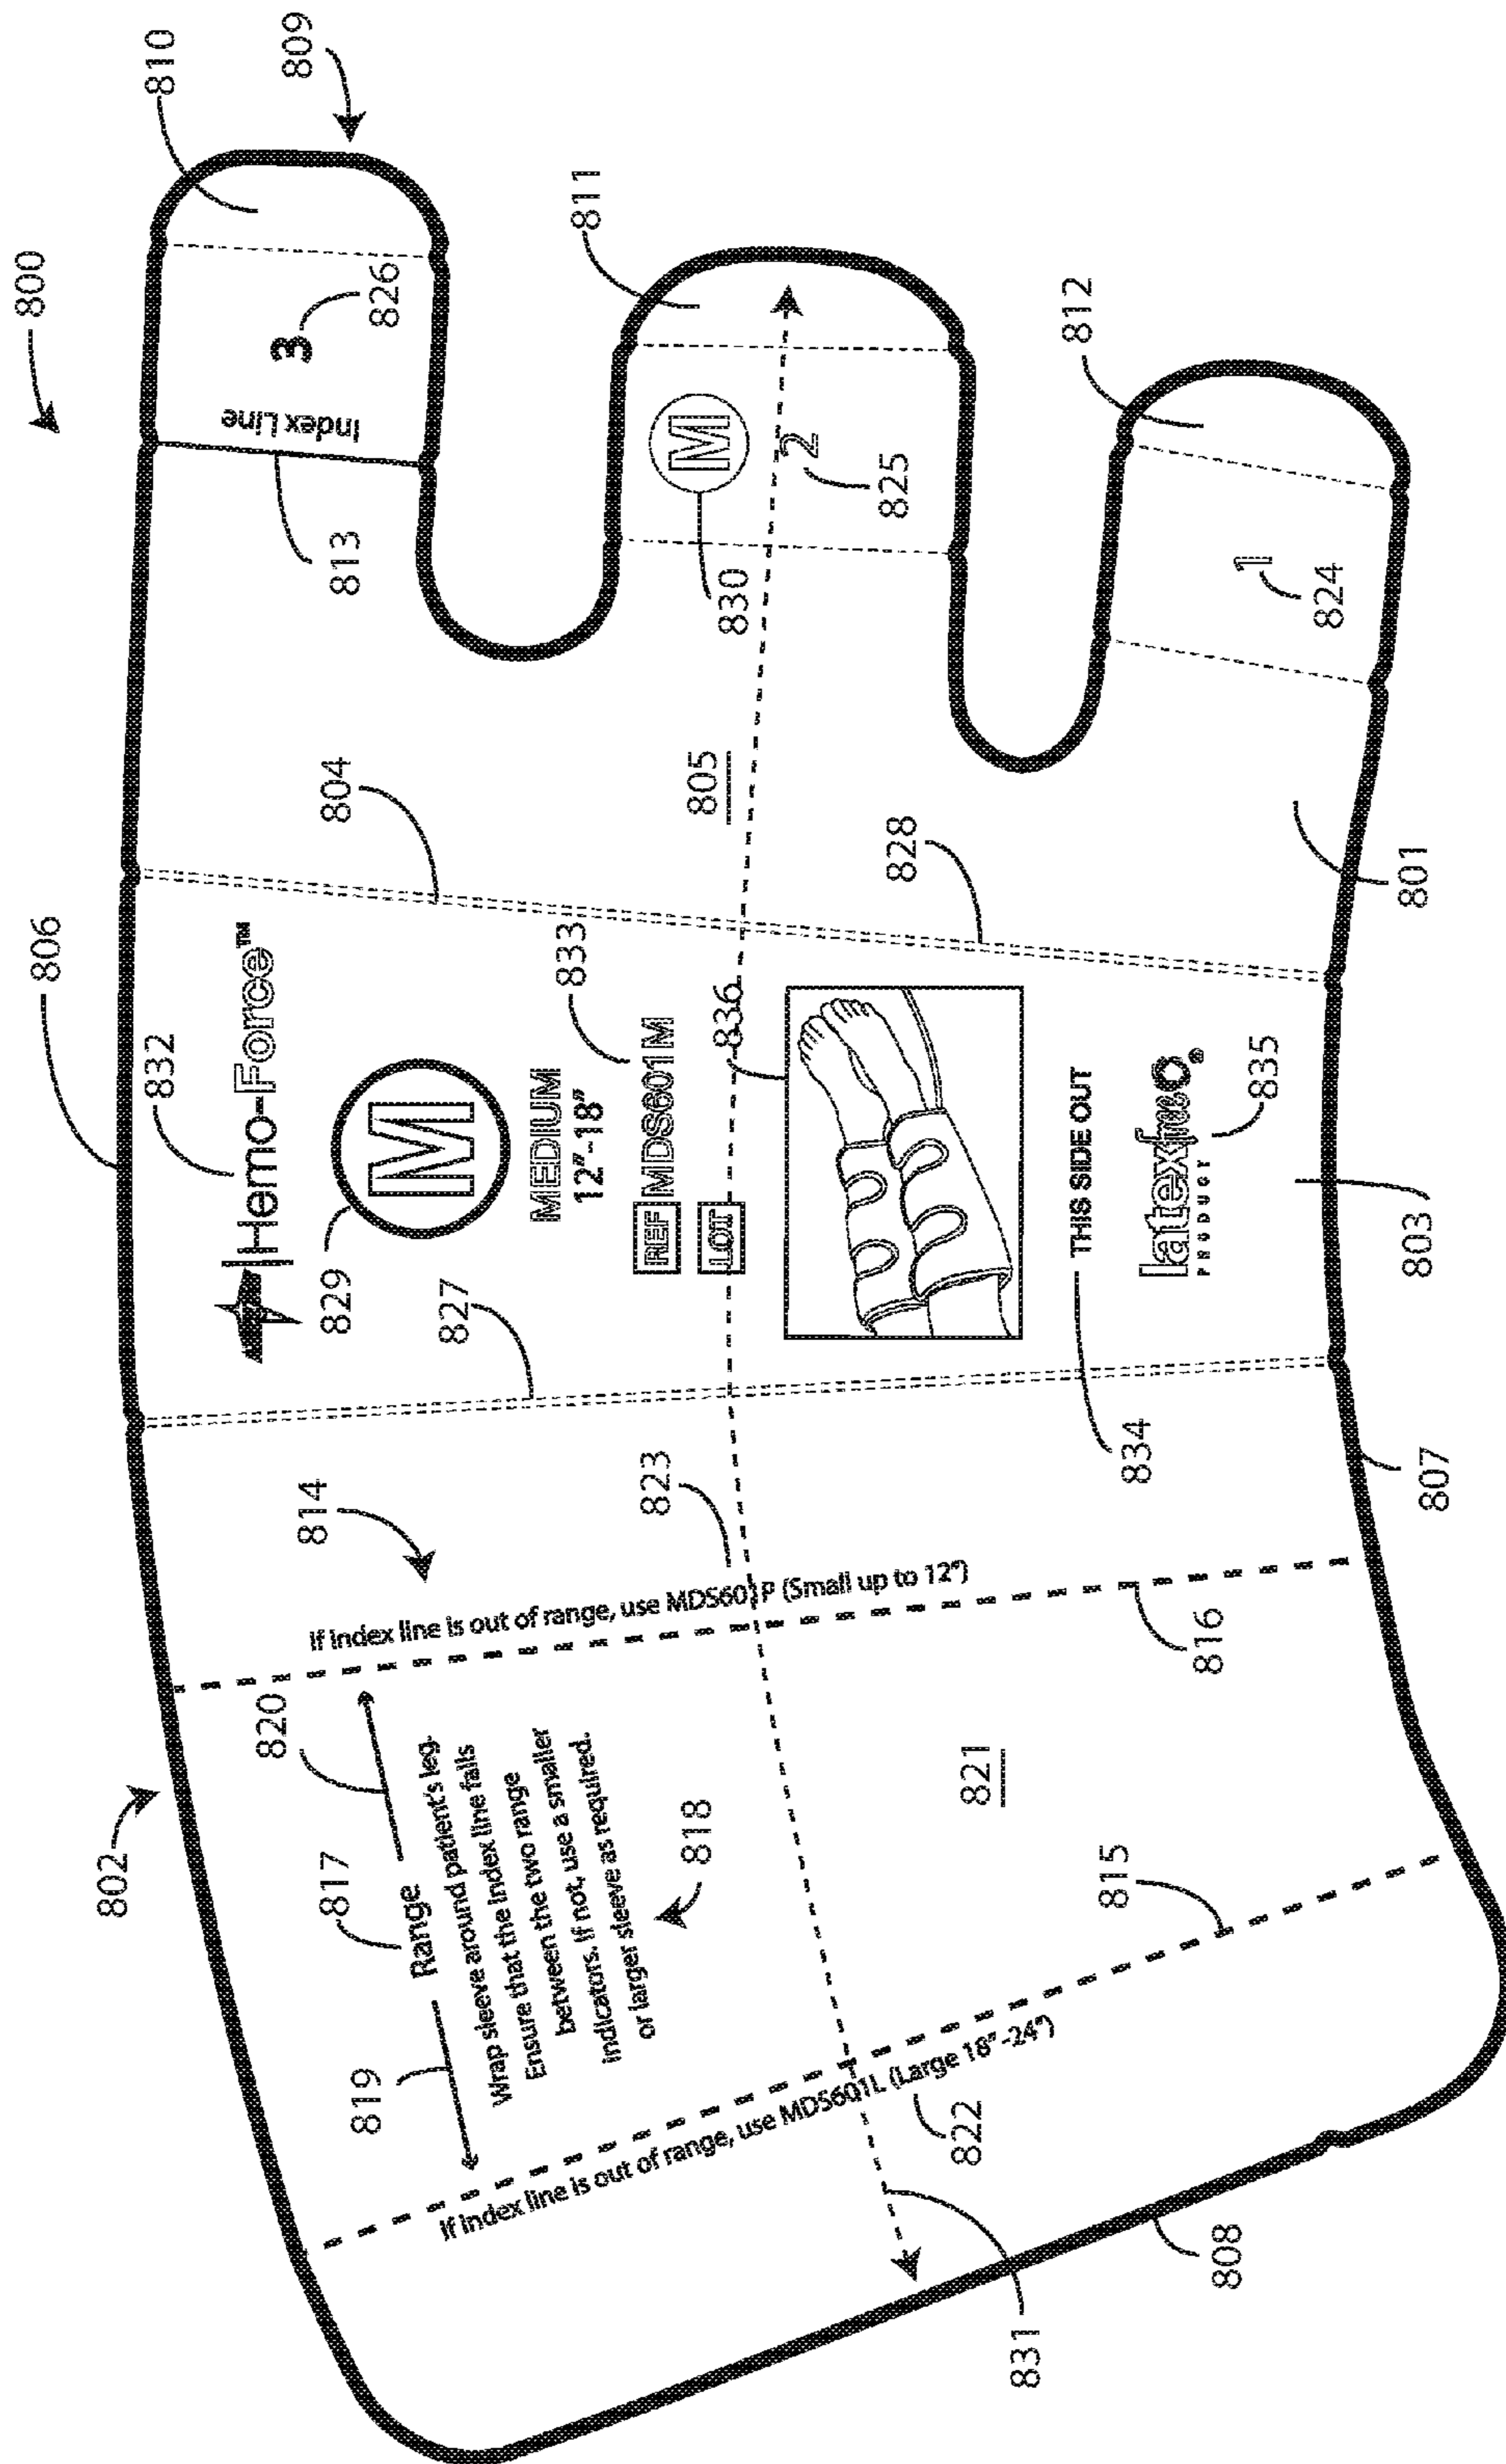 800
802
806
810
809
832
Hemo-Force™
829
M
MEDIUM
12"-18"
833
REF MDS601M
LOT
836
834
THIS SIDE OUT
latexfree®
PRODUCT
835
803
827
804
805
828
801
813
Index Line
3
826
811
M
830
2
825
812
1
824
814
823
If index line is out of range, use MDS601P (Small up to 12")
816
807
820
817
819
Range
Wrap sleeve around patient's leg.
Ensure that the index line falls
between the two range
indicators. If not, use a smaller
or larger sleeve as required.
818
821
815
If index line is out of range, use MDS601L (Large 18"-24")
822
831
808